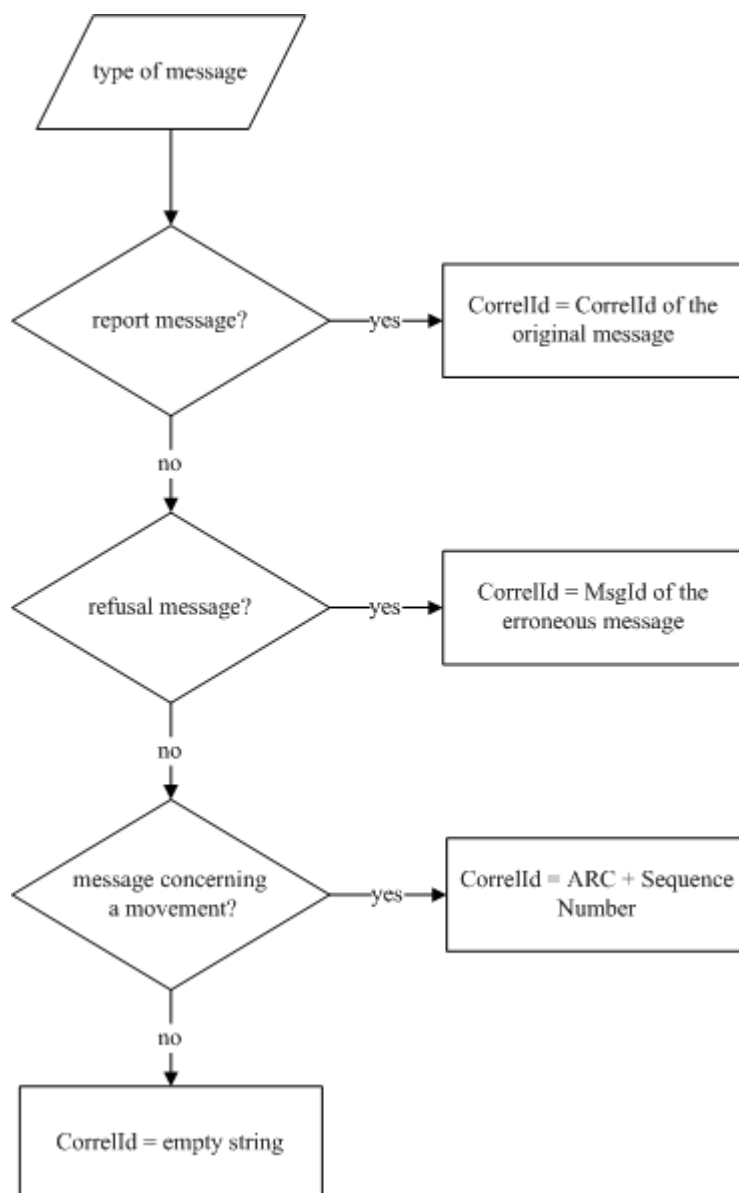 type of message
report message?
yes
CorrelId = CorrelId of the
original message
no
refusal message?
yes
CorrelId = MsgId of the
erroneous message
no
message concerning
a movement?
yes
CorrelId = ARC + Sequence
Number
no
CorrelId = empty string